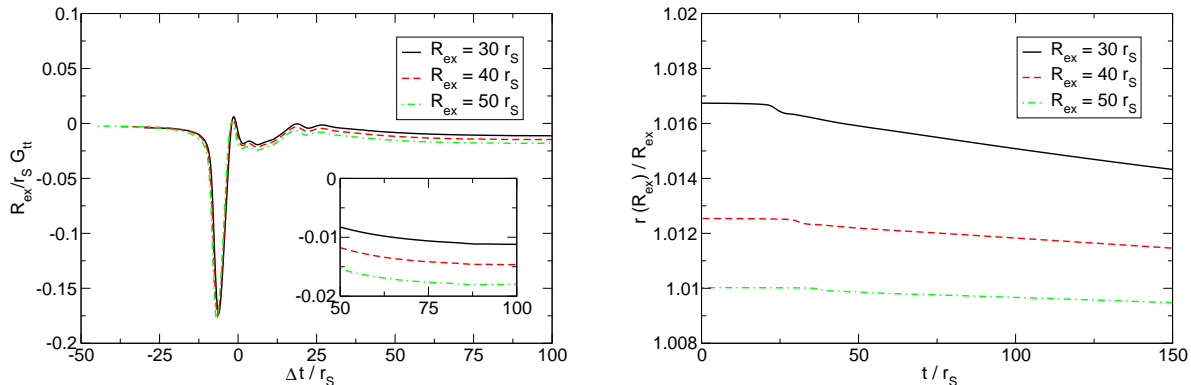 0.1
0.05
0
-0.05
-0.1
-0.15
-0.2
R_ex/r_S G_tt
R_ex = 30 r_S
R_ex = 40 r_S
R_ex = 50 r_S
0
-0.01
-0.02
50 75 100
-50 -25 0 25 50 75 100
Δt / r_S
1.02
1.018
1.016
1.014
1.012
1.01
1.008
r (R_ex) / R_ex
R_ex = 30 r_S
R_ex = 40 r_S
R_ex = 50 r_S
0 50 100 150
t / r_S